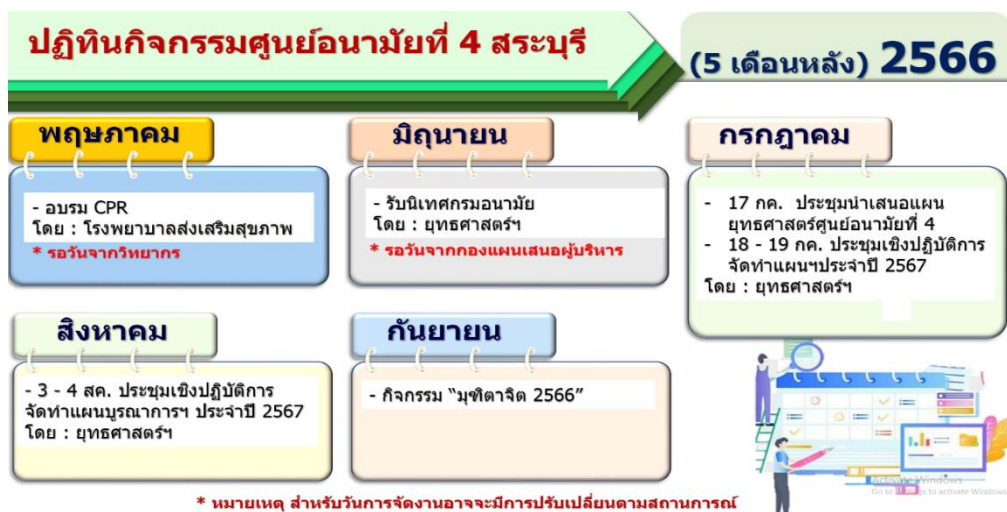 ปฏิทินกิจกรรมศูนย์อนามัยที่ 4 สระบุรี
(5 เดือนหลัง) 2566
พฤษภาคม
- อบรม CPR
โดย : โรงพยาบาลส่งเสริมสุขภาพ
* รอวันจากวิทยากร
มิถุนายน
- รับนิเทศกรมอนามัย
โดย : ยุทธศาสตร์ฯ
* รอวันจากกองแผนเสนอผู้บริหาร
กรกฎาคม
- 17 กค. ประชุมนำเสนอแผน
ยุทธศาสตร์ศูนย์อนามัยที่ 4
- 18 - 19 กค. ประชุมเชิงปฏิบัติการ
จัดทำแผนฯประจำปี 2567
โดย : ยุทธศาสตร์ฯ
สิงหาคม
- 3 - 4 สค. ประชุมเชิงปฏิบัติการ
จัดทำแผนบูรณาการฯ ประจำปี 2567
โดย : ยุทธศาสตร์ฯ
กันยายน
- กิจกรรม “มุฑิตาจิต 2566”
Activate Windows
Go to Settings to activate Windows
* หมายเหตุ สำหรับวันการจัดงานอาจจะมีการปรับเปลี่ยนตามสถานการณ์